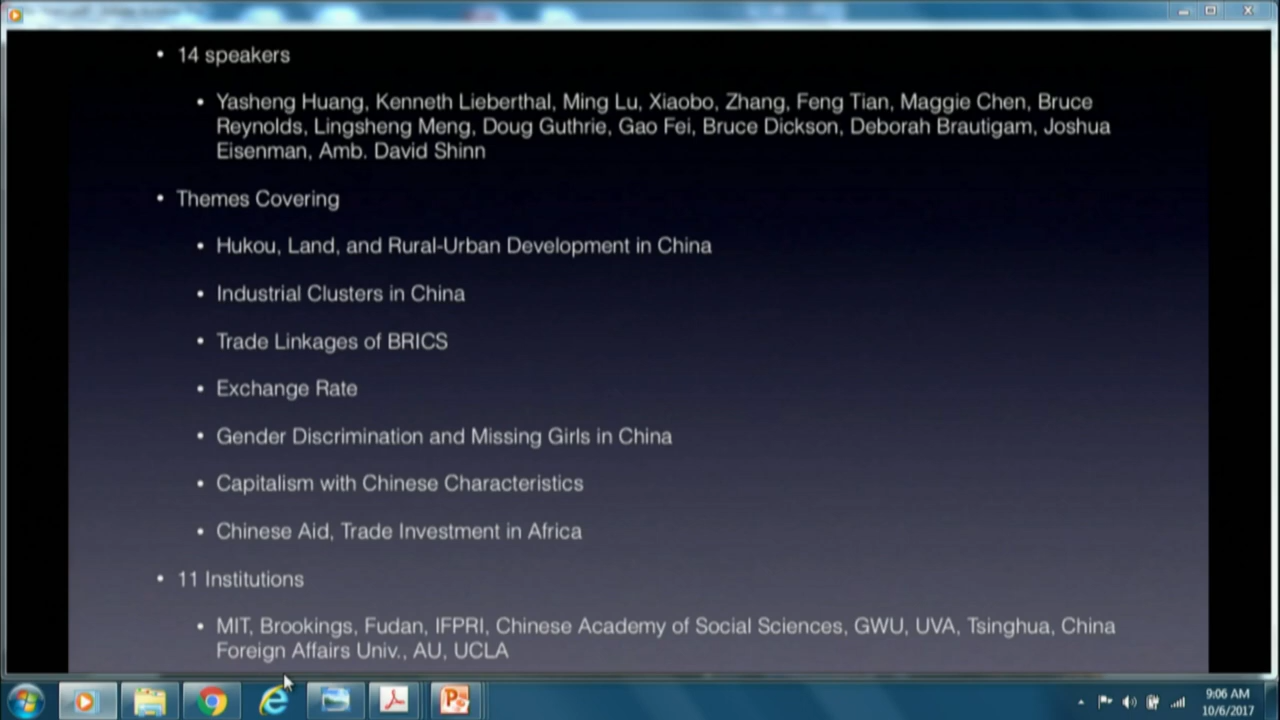 • 14 speakers
• Yasheng Huang, Kenneth Lieberthal, Ming Lu, Xiaobo, Zhang, Feng Tian, Maggie Chen, Bruce
Reynolds, Lingsheng Meng, Doug Guthrie, Gao Fei, Bruce Dickson, Deborah Brautigam, Joshua
Eisenman, Amb. David Shinn
• Themes Covering
• Hukou, Land, and Rural-Urban Development in China
• Industrial Clusters in China
• Trade Linkages of BRICS
• Exchange Rate
• Gender Discrimination and Missing Girls in China
• Capitalism with Chinese Characteristics
• Chinese Aid, Trade Investment in Africa
• 11 Institutions
• MIT, Brookings, Fudan, IFPRI, Chinese Academy of Social Sciences, GWU, UVA, Tsinghua, China
Foreign Affairs Univ., AU, UCLA
9:06 AM
10/6/2017